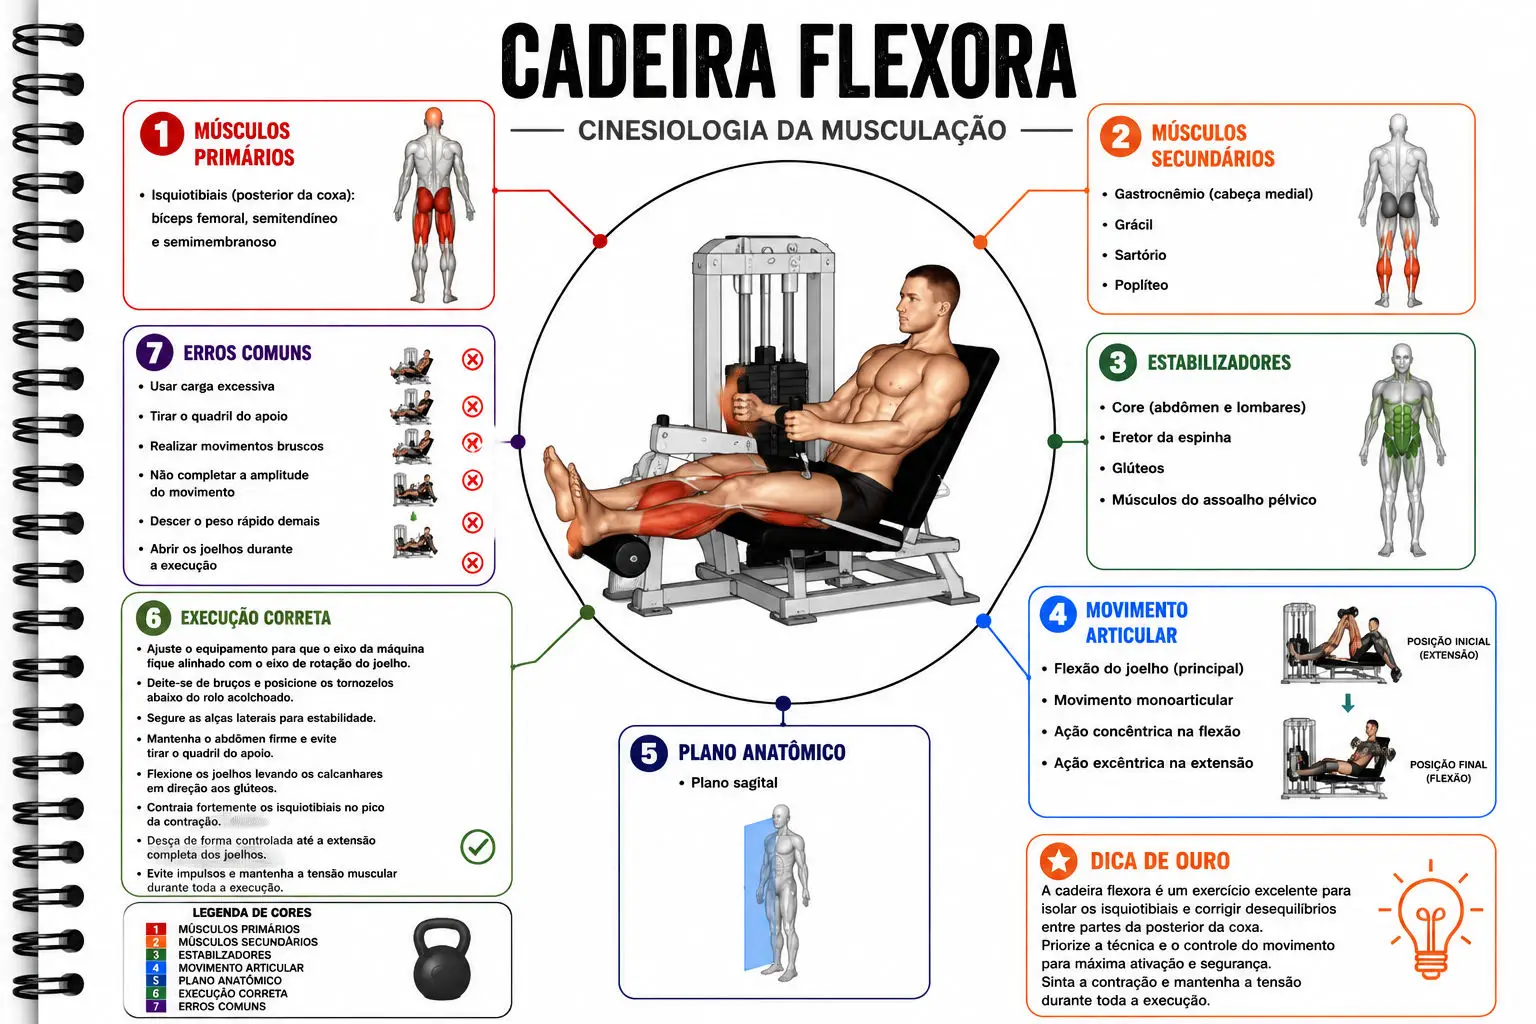 CADEIRA FLEXORA
CINESIOLOGIA DA MUSCULAÇÃO
1 MÚSCULOS
PRIMÁRIOS
• Isquiotibiais (posterior da coxa):
bíceps femoral, semitendíneo
e semimembranoso
2 MÚSCULOS
SECUNDÁRIOS
• Gastrocnêmio (cabeça medial)
• Grácil
• Sartório
• Poplíteo
3 ESTABILIZADORES
• Core (abdômen e lombares)
• Eretor da espinha
• Glúteos
• Músculos do assoalho pélvico
4 MOVIMENTO
ARTICULAR
• Flexão do joelho (principal)
• Movimento monoarticular
• Ação concêntrica na flexão
• Ação excêntrica na extensão
POSIÇÃO INICIAL
(EXTENSÃO)
POSIÇÃO FINAL
(FLEXÃO)
5 PLANO ANATÔMICO
• Plano sagital
6 EXECUÇÃO CORRETA
• Ajuste o equipamento para que o eixo da máquina
fique alinhado com o eixo de rotação do joelho.
• Deite-se de bruços e posicione os tornozelos
abaixo do rolo acolchoado.
• Segure as alças laterais para estabilidade.
• Mantenha o abdômen firme e evite
tirar o quadril do apoio.
• Flexione os joelhos levando os calcanhares
em direção aos glúteos.
• Contraia fortemente os isquiotibiais no pico
da contração.
• Desça de forma controlada até a extensão
completa dos joelhos.
• Evite impulsos e mantenha a tensão muscular
durante toda a execução.
7 ERROS COMUNS
• Usar carga excessiva
• Tirar o quadril do apoio
• Realizar movimentos bruscos
• Não completar a amplitude
do movimento
• Descer o peso rápido demais
• Abrir os joelhos durante
a execução
LEGENDA DE CORES
1 MÚSCULOS PRIMÁRIOS
2 MÚSCULOS SECUNDÁRIOS
3 ESTABILZADORES
4 MOVIMENTO ARTICULAR
5 PLANO ANATÔMICO
6 EXECUÇÃO CORRETA
7 ERROS COMUNS
DICA DE OURO
A cadeira flexora é um exercício excelente para
isolar os isquiotibiais e corrigir desequilíbrios
entre partes da posterior da coxa.
Priorize a técnica e o controle do movimento
para máxima ativação e segurança.
Sinta a contração e mantenha a tensão
durante toda a execução.